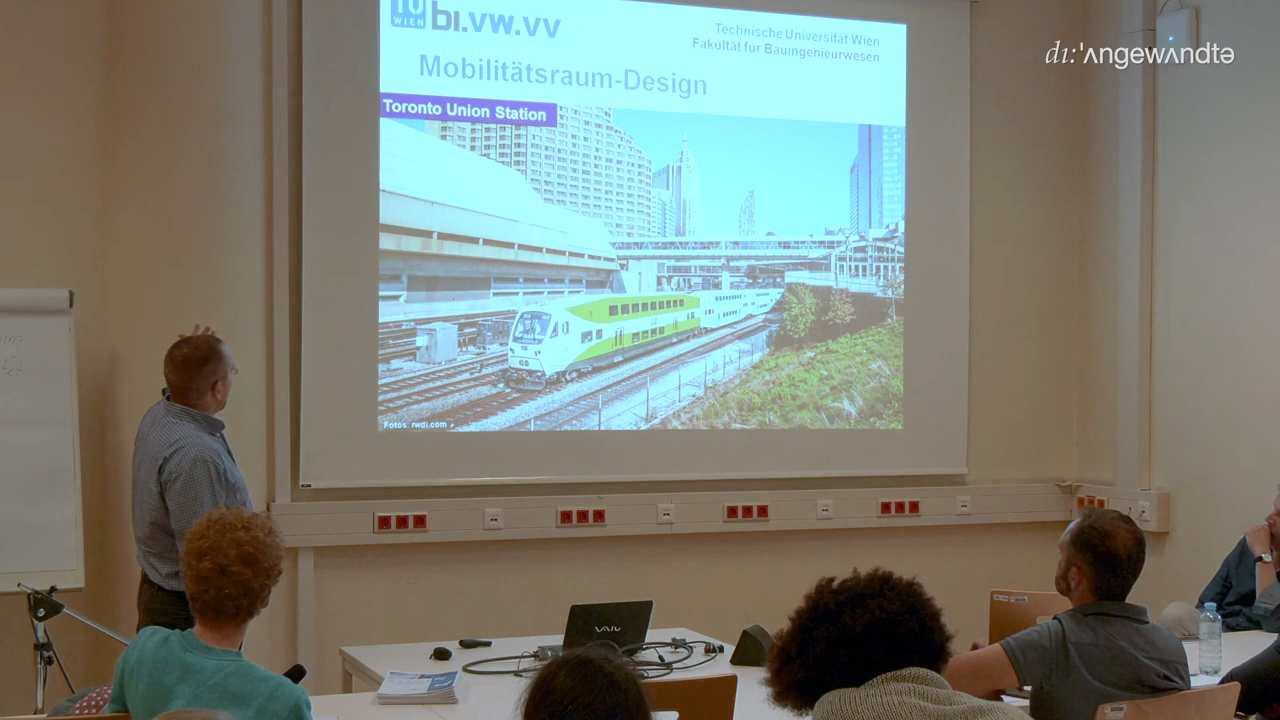 TU
WIEN
bi.vw.vv
Technische Universität Wien
Fakultät für Bauingenieurwesen
Mobilitätsraum-Design
Toronto Union Station
Fotos: rwdi.com
dı:'ʌngewʌndtə
VAIO